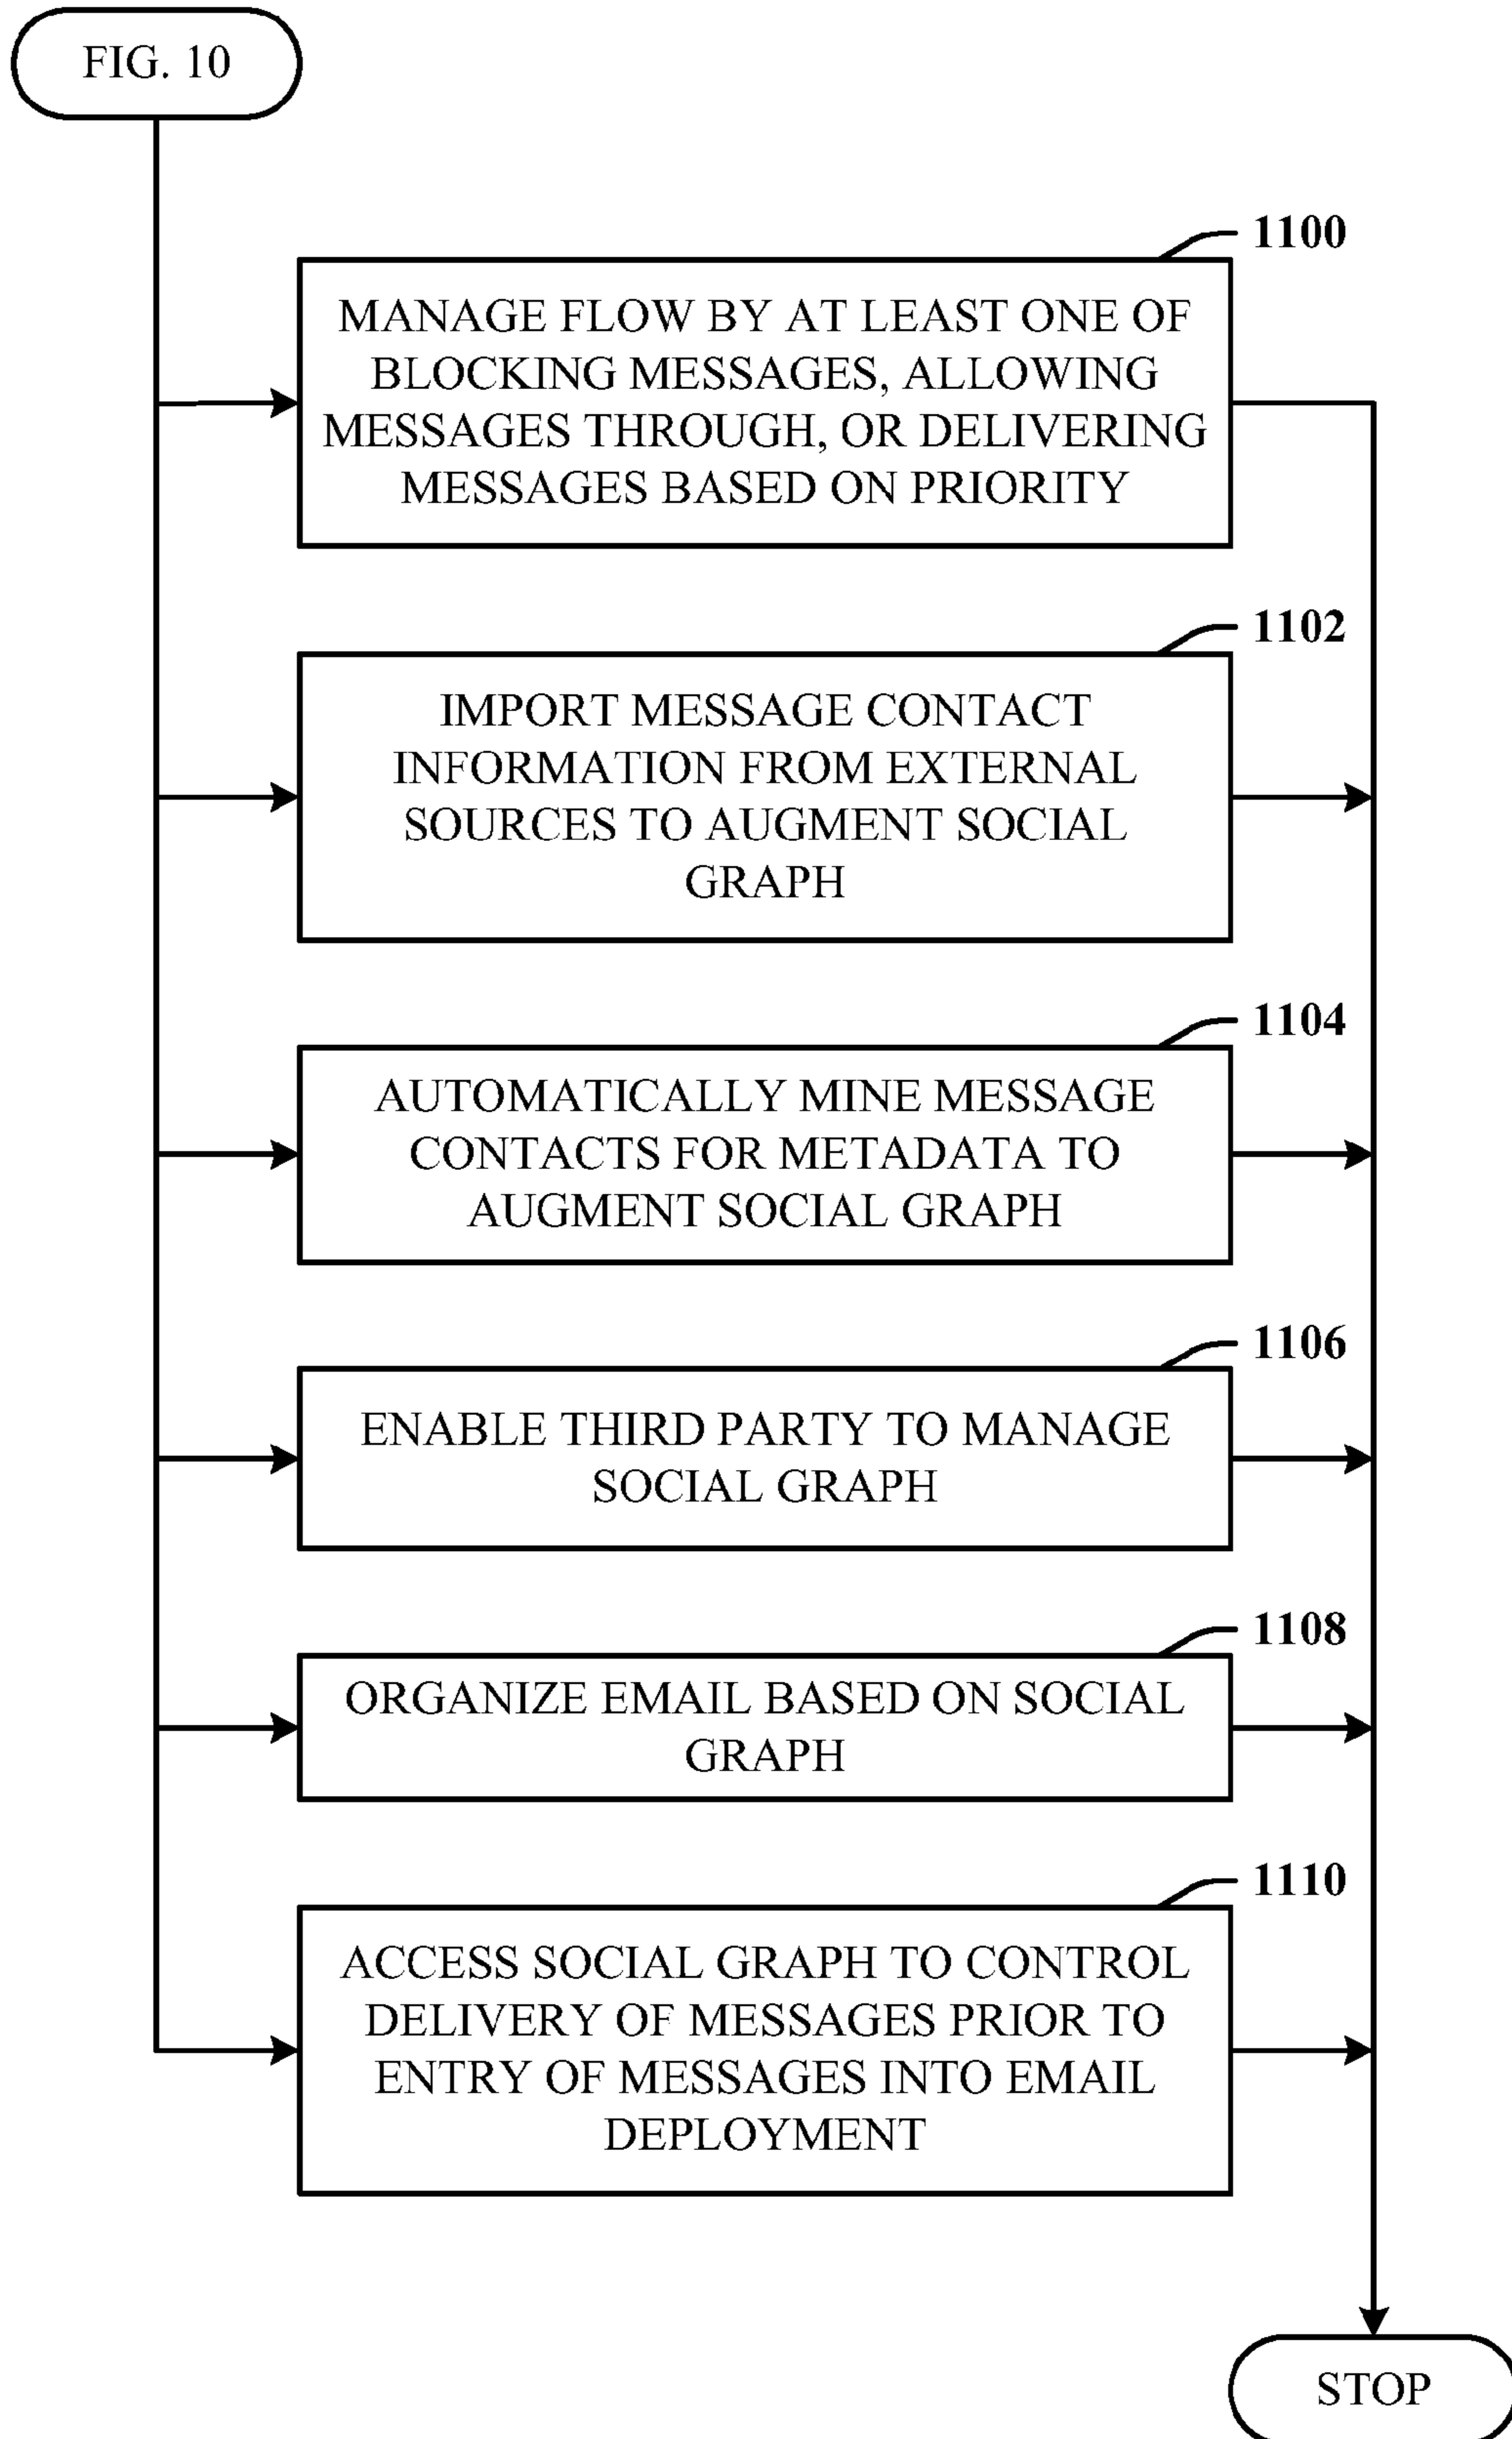 FIG. 10
1100
MANAGE FLOW BY AT LEAST ONE OF
BLOCKING MESSAGES, ALLOWING
MESSAGES THROUGH, OR DELIVERING
MESSAGES BASED ON PRIORITY
1102
IMPORT MESSAGE CONTACT
INFORMATION FROM EXTERNAL
SOURCES TO AUGMENT SOCIAL
GRAPH
1104
AUTOMATICALLY MINE MESSAGE
CONTACTS FOR METADATA TO
AUGMENT SOCIAL GRAPH
1106
ENABLE THIRD PARTY TO MANAGE
SOCIAL GRAPH
1108
ORGANIZE EMAIL BASED ON SOCIAL
GRAPH
1110
ACCESS SOCIAL GRAPH TO CONTROL
DELIVERY OF MESSAGES PRIOR TO
ENTRY OF MESSAGES INTO EMAIL
DEPLOYMENT
STOP